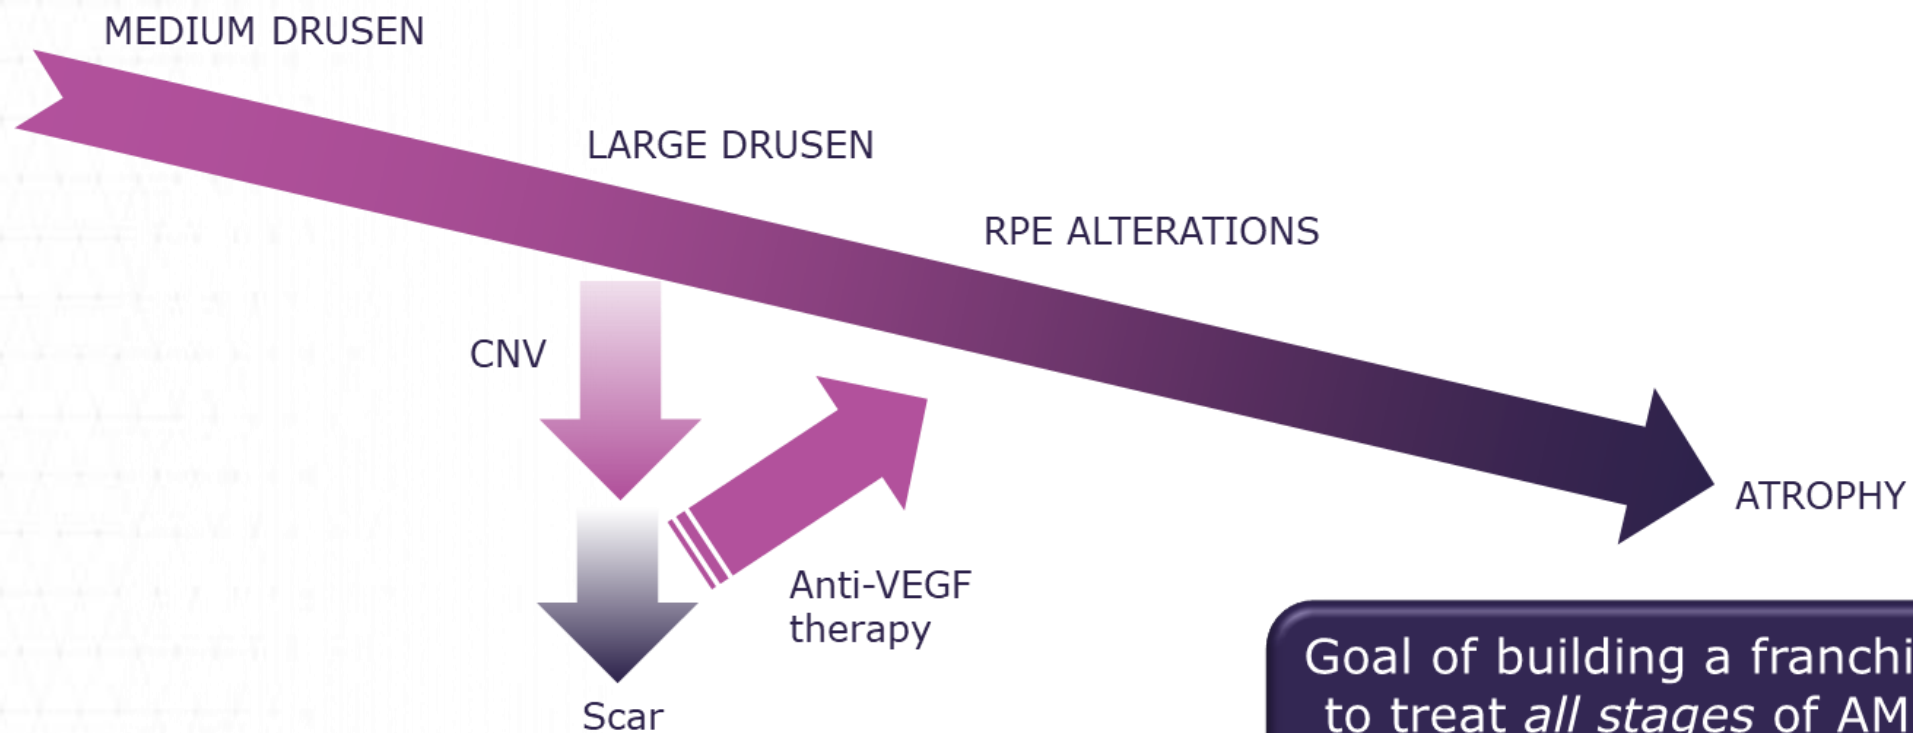 MEDIUM DRUSEN
LARGE DRUSEN
RPE ALTERATIONS
CNV
ATROPHY
Anti-VEGF
therapy
Scar
Goal of building a
to treat all stages of